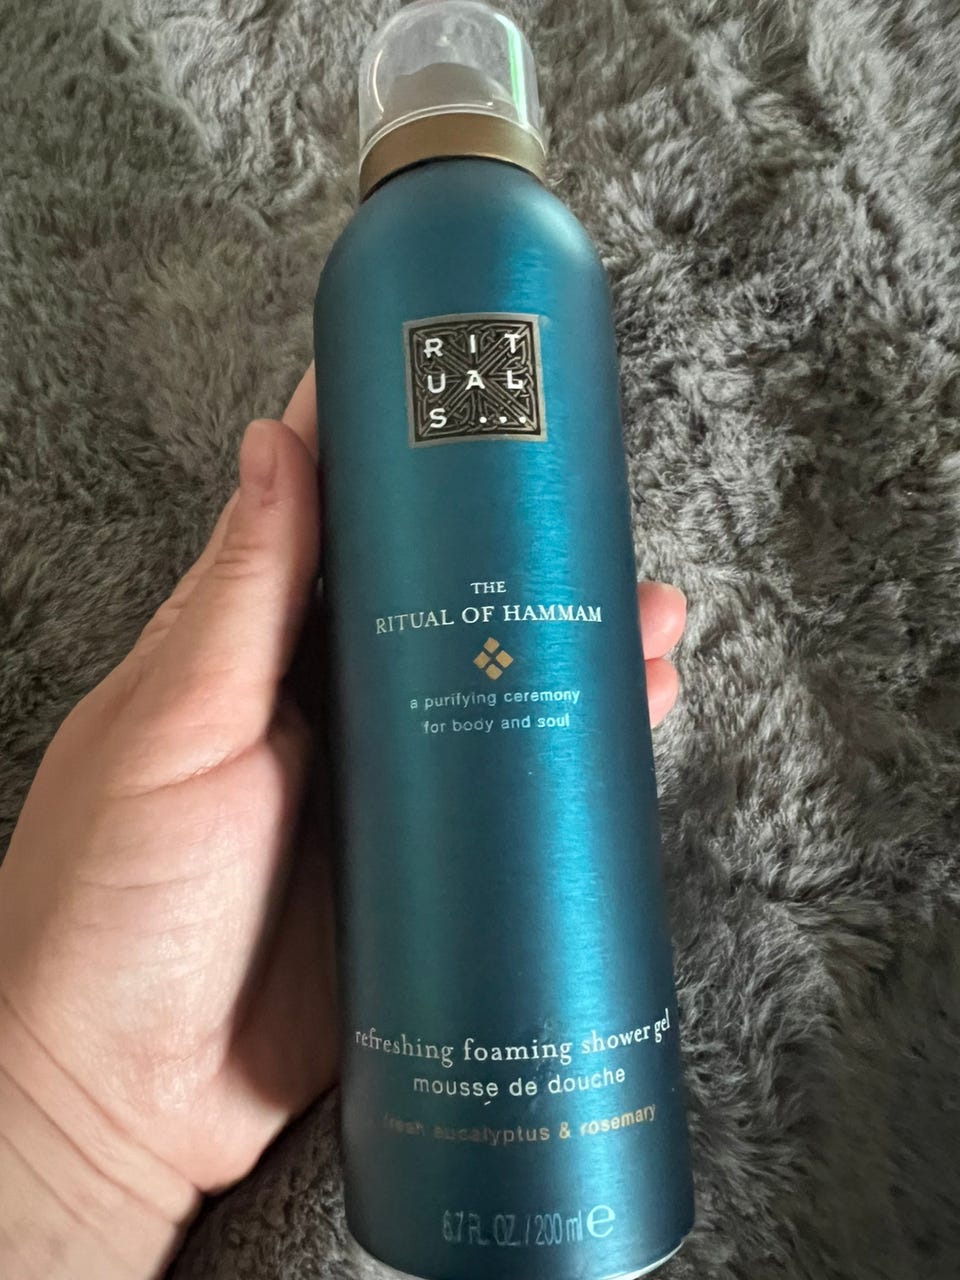 RIT
UAL
S...
THE
RITUAL OF HAMMAM
a purifying ceremony
for body and soul
refreshing foaming shower gel
mousse de douche
fresh eucalyptus & rosemary
6.7 FL. OZ. / 200 ml e